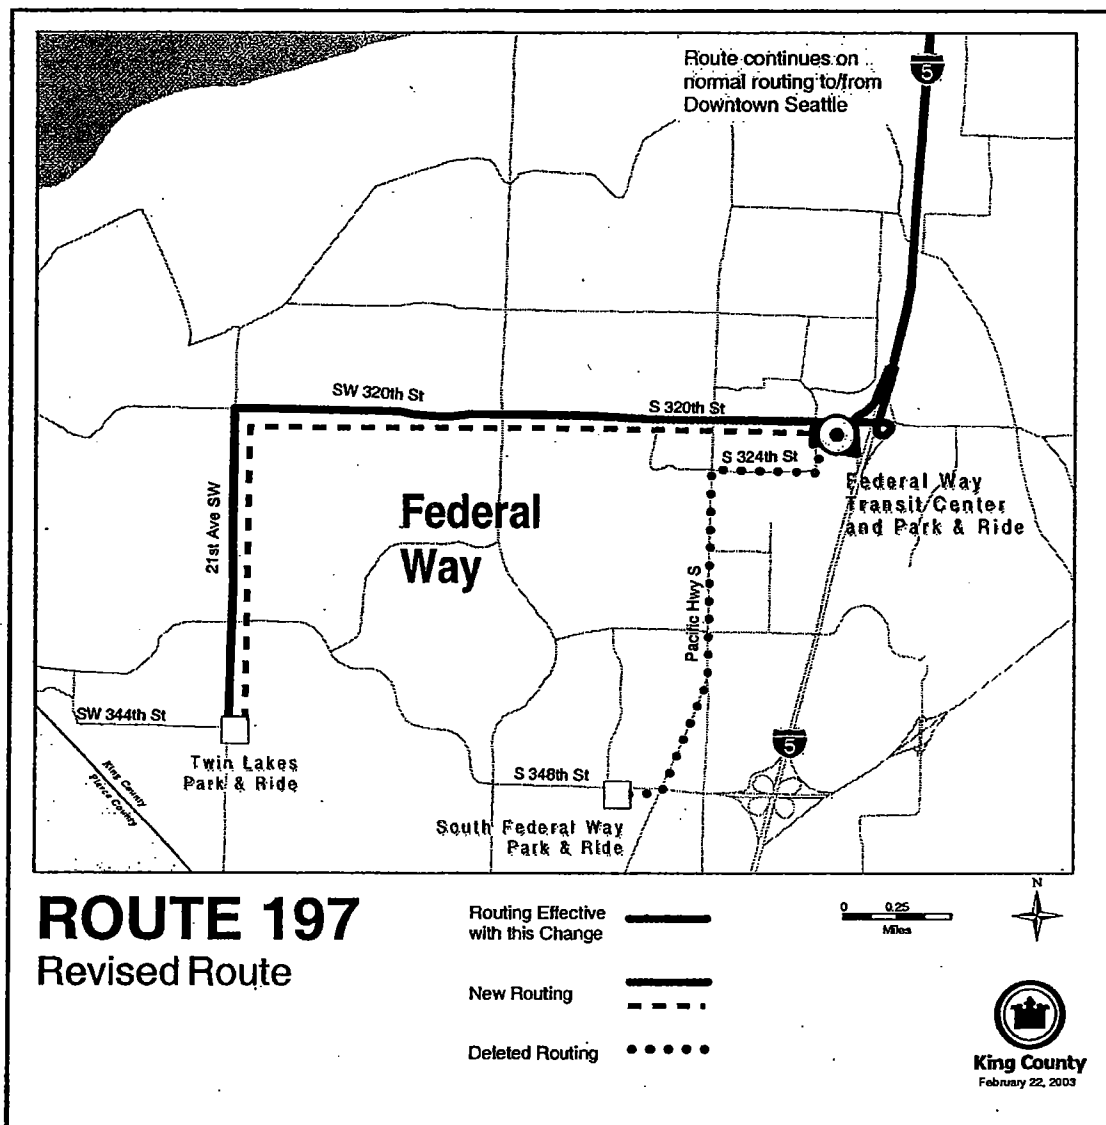 Route continues on
normal routing to/from
Downtown Seattle
5
SW 320th St
S 320th St
S 324th St
Federal Way
Transit Center
and Park & Ride
21st Ave SW
Federal
Way
Pacific Hwy S
SW 344th St
5
Twin Lakes
Park & Ride
King County
Pierce County
S 348th St
South Federal Way
Park & Ride
ROUTE 197
Revised Route
Routing Effective
with this Change
New Routing
Deleted Routing
0 0.25
Miles
N
King County
February 22, 2003